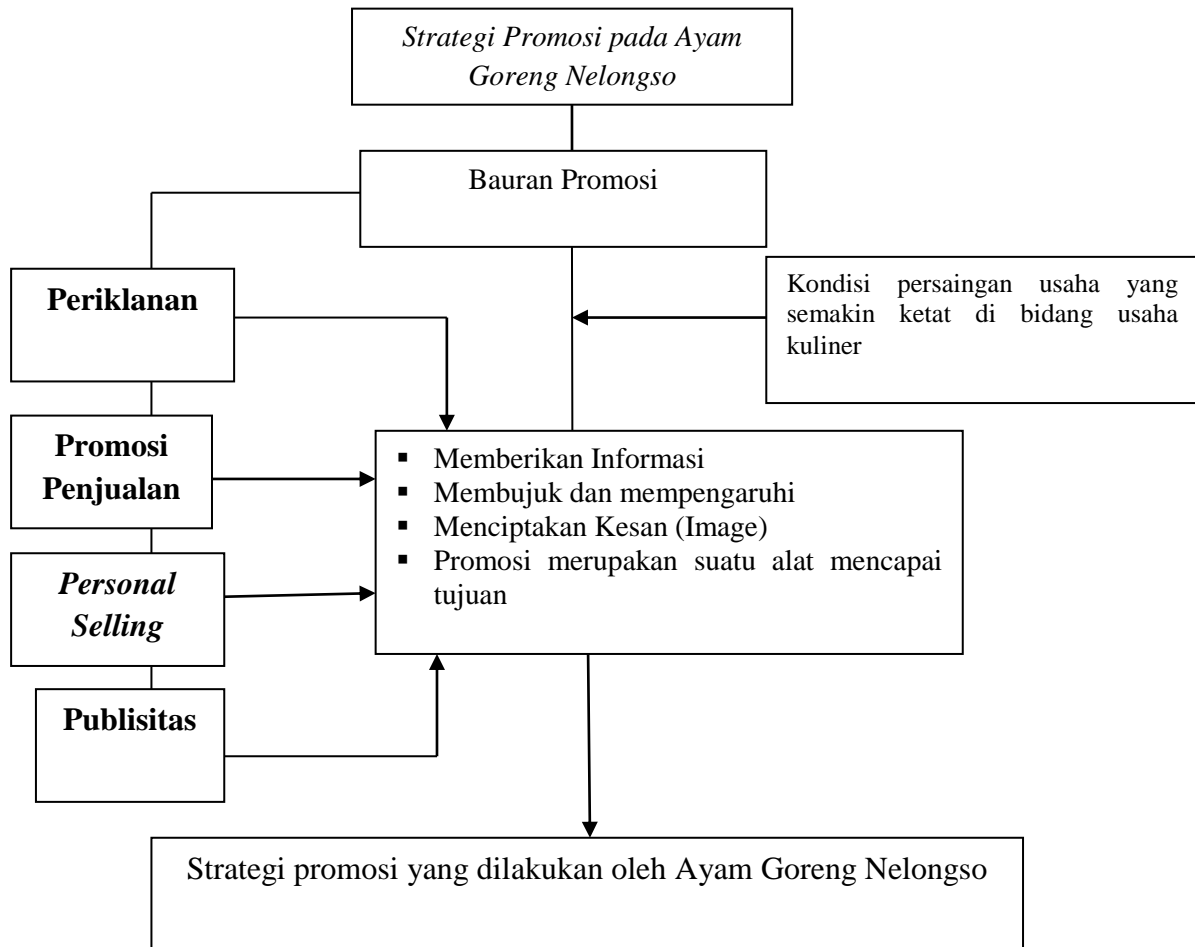 Strategi Promosi pada Ayam
Goreng Nelongso
Bauran Promosi
Periklanan
Kondisi persaingan usaha yang
semakin ketat di bidang usaha
kuliner
Promosi
Penjualan
▪ Memberikan Informasi
▪ Membujuk dan mempengaruhi
▪ Menciptakan Kesan (Image)
▪ Promosi merupakan suatu alat mencapai
tujuan
Personal
Selling
Publisitas
Strategi promosi yang dilakukan oleh Ayam Goreng Nelongso